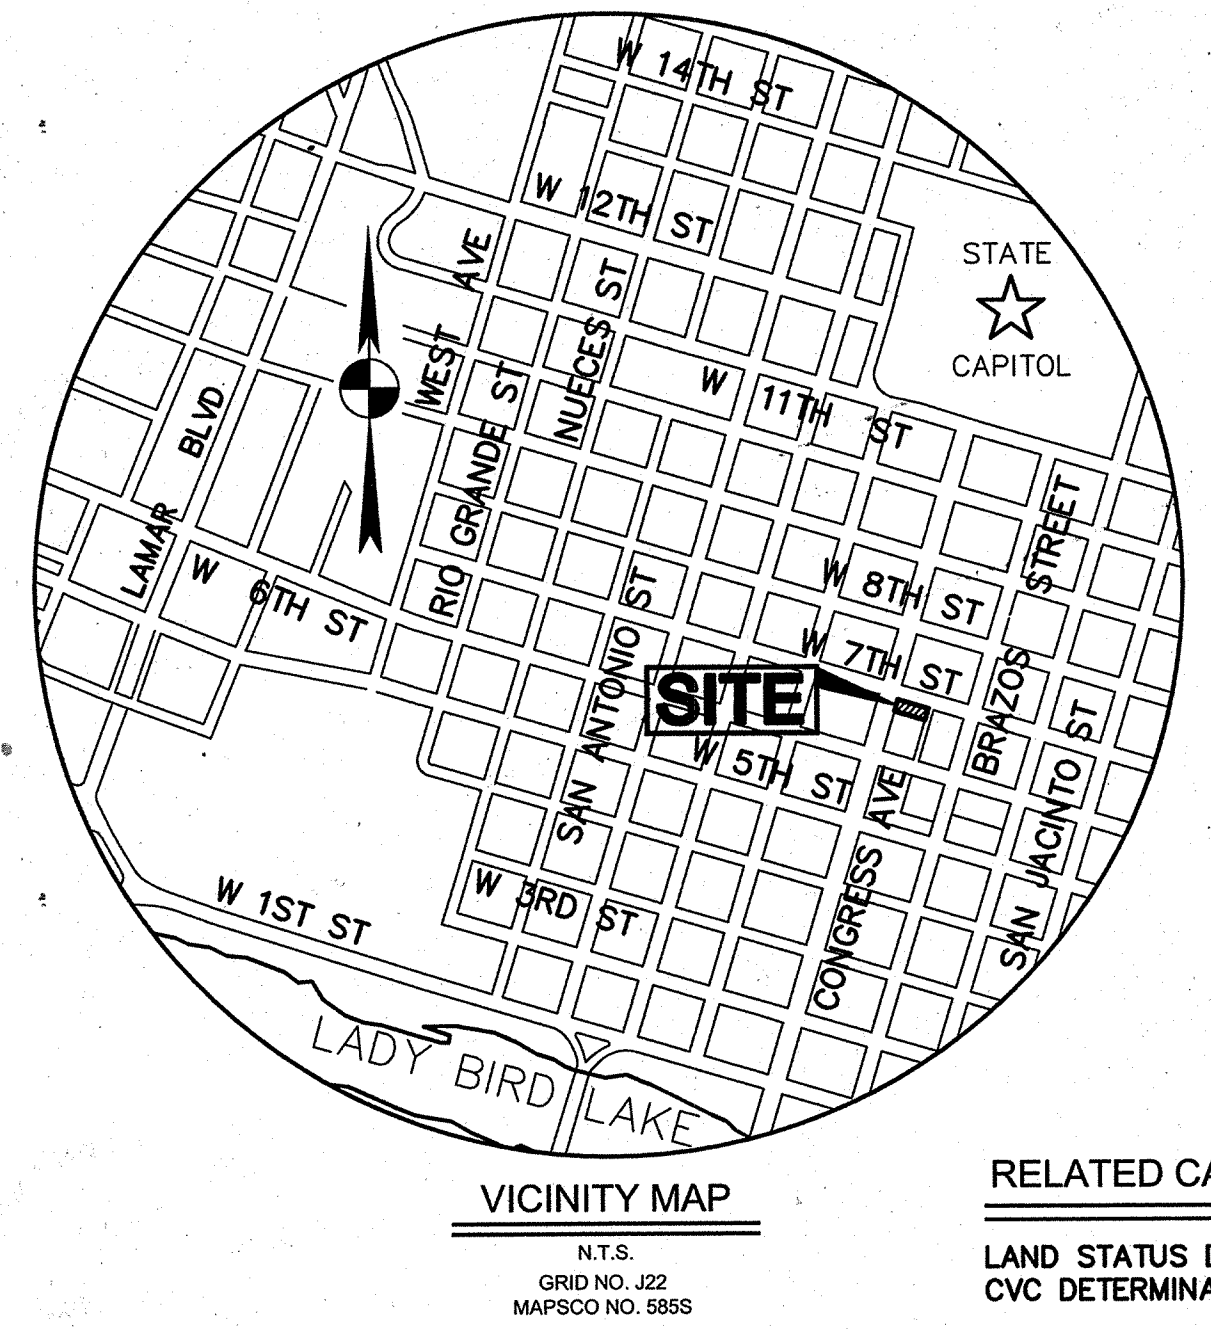 W 14TH ST
W 12TH ST
STATE
CAPITOL
WEST AVE
NUECES ST
W 11TH ST
LAMAR BLVD
RIO GRANDE ST
W 6TH ST
W 8TH ST
BRAZOS STREET
W 7TH ST
SAN ANTONIO ST
SITE
W 5TH ST
SAN JACINTO ST
CONGRESS AVE
W 3RD ST
W 1ST ST
LADY BIRD LAKE
VICINITY MAP
N.T.S.
GRID NO. J22
MAPSCO NO. 585S
RELATED CA
LAND STATUS D
CVC DETERMINA